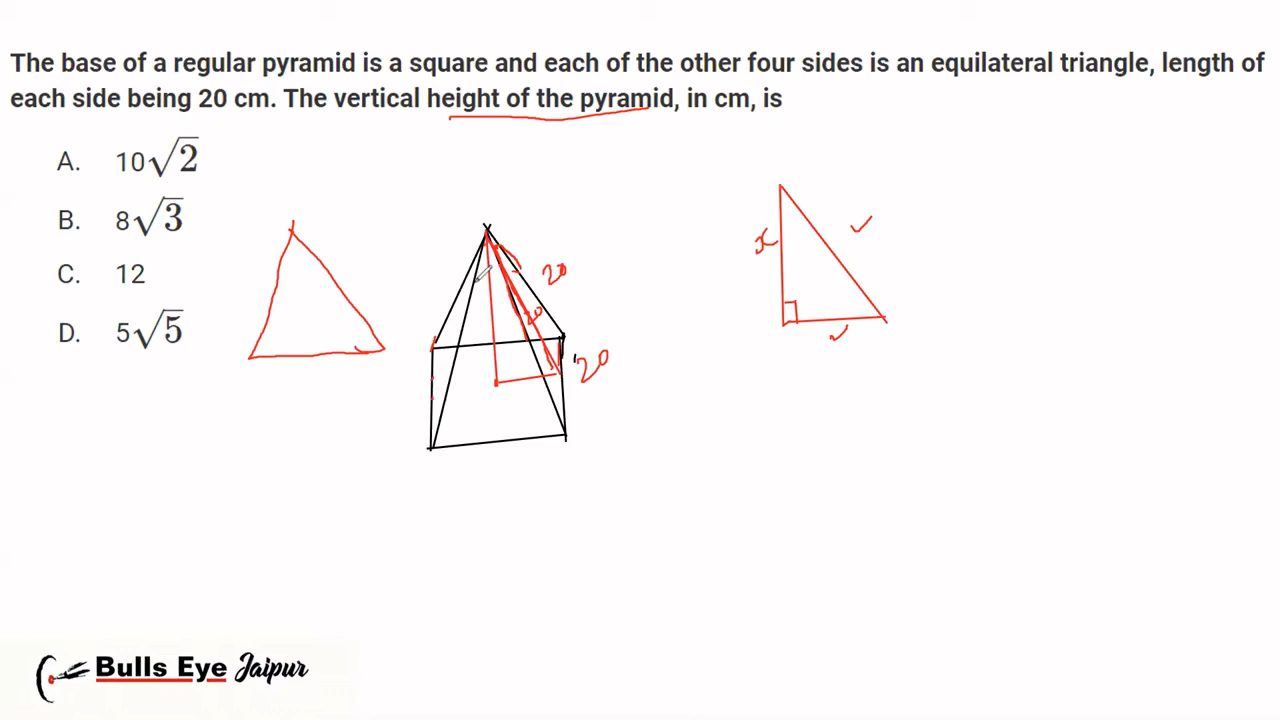 The base of a regular pyramid is a square and each of the other four sides is an equilateral triangle, length of
each side being 20 cm. The vertical height of the pyramid, in cm, is
A. 10√2
B. 8√3
C. 12
D. 5√5
x
20
20
20
Bulls Eye Jaipur